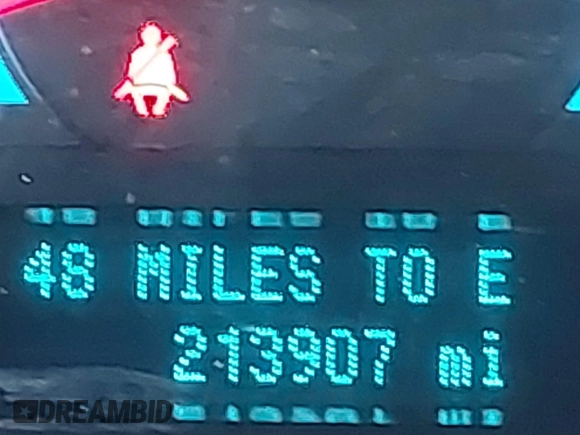 48 MILES TO E
213907 mi
DREAMBID